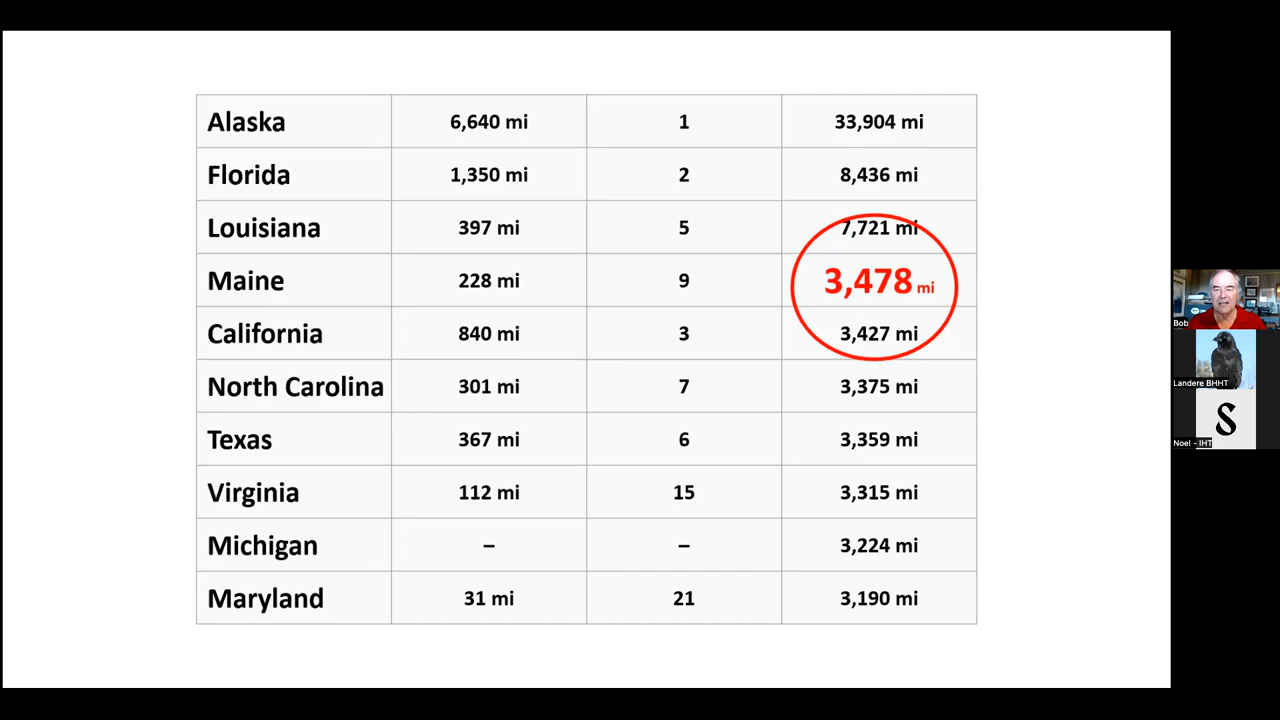 Alaska 6,640 mi 1 33,904 mi
Florida 1,350 mi 2 8,436 mi
Louisiana 397 mi 5 7,721 mi
Maine 228 mi 9 3,478 mi
California 840 mi 3 3,427 mi
North Carolina 301 mi 7 3,375 mi
Texas 367 mi 6 3,359 mi
Virginia 112 mi 15 3,315 mi
Michigan – – 3,224 mi
Maryland 31 mi 21 3,190 mi
Bob
Landere BHHT
S
Noel - IHT